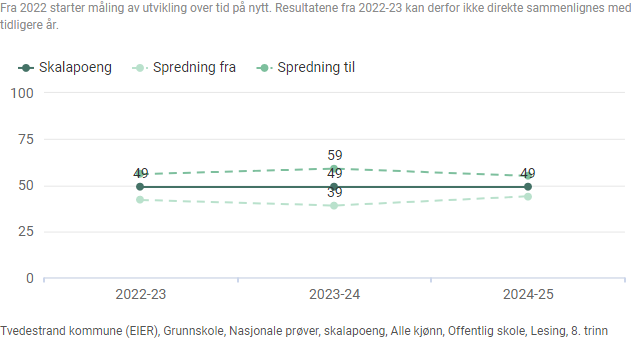 Fra 2022 starter måling av utvikling over tid på nytt. Resultatene fra 2022-23 kan derfor ikke direkte sammenlignes med
tidligere år.
Skalapoeng Spredning fra Spredning til
100
75
50
25
0
59
49 49 49
39
2022-23 2023-24 2024-25
Tvedestrand kommune (EIER), Grunnskole, Nasjonale prøver, skalapoeng, Alle kjønn, Offentlig skole, Lesing, 8. trinn